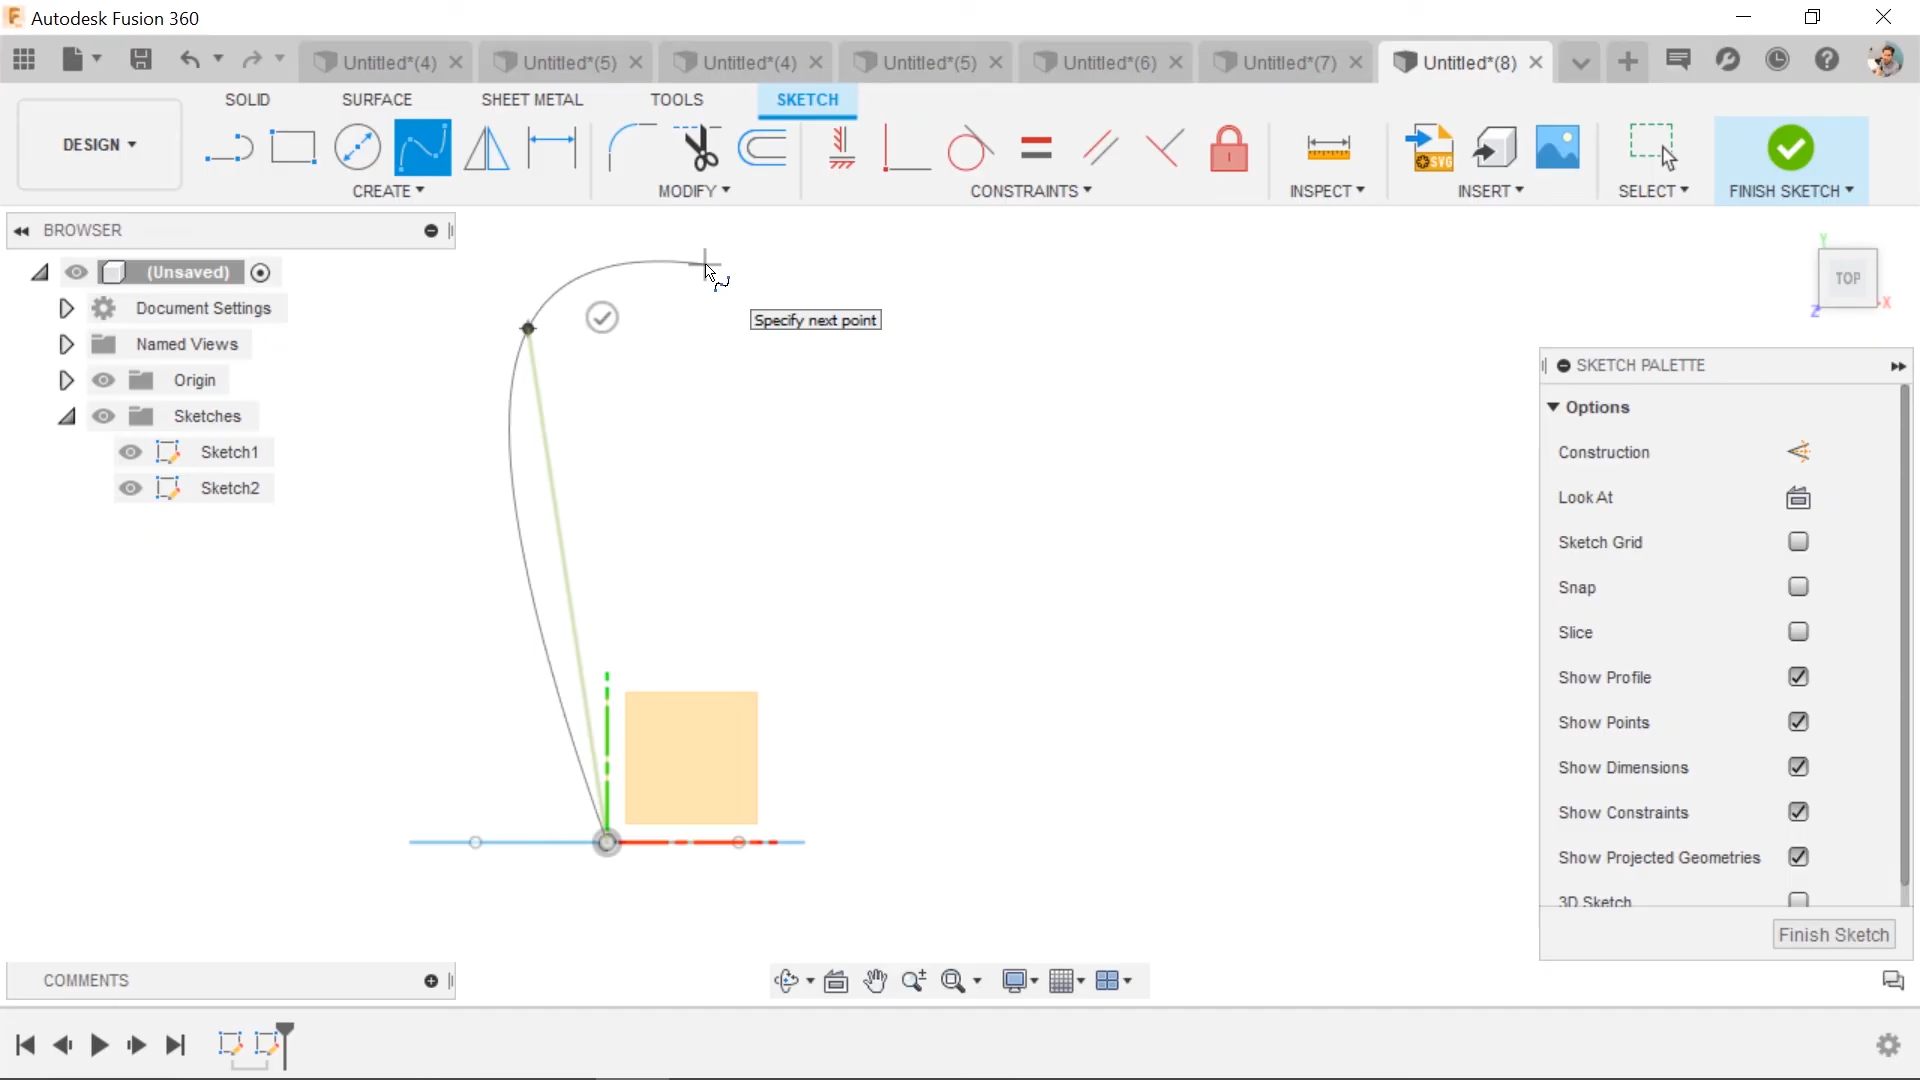 Autodesk Fusion 360
Untitled*(4)
Untitled*(5)
Untitled*(4)
Untitled*(5)
Untitled*(6)
Untitled*(7)
Untitled*(8)
SOLID
SURFACE
SHEET METAL
TOOLS
SKETCH
DESIGN
SVG
CREATE
MODIFY
CONSTRAINTS
INSPECT
INSERT
SELECT
FINISH SKETCH
BROWSER
(Unsaved)
Document Settings
Named Views
Origin
Sketches
Sketch1
Sketch2
Specify next point
Y
TOP
X
Z
SKETCH PALETTE
Options
Construction
Look At
Sketch Grid
Snap
Slice
Show Profile
Show Points
Show Dimensions
Show Constraints
Show Projected Geometries
3D Sketch
Finish Sketch
COMMENTS